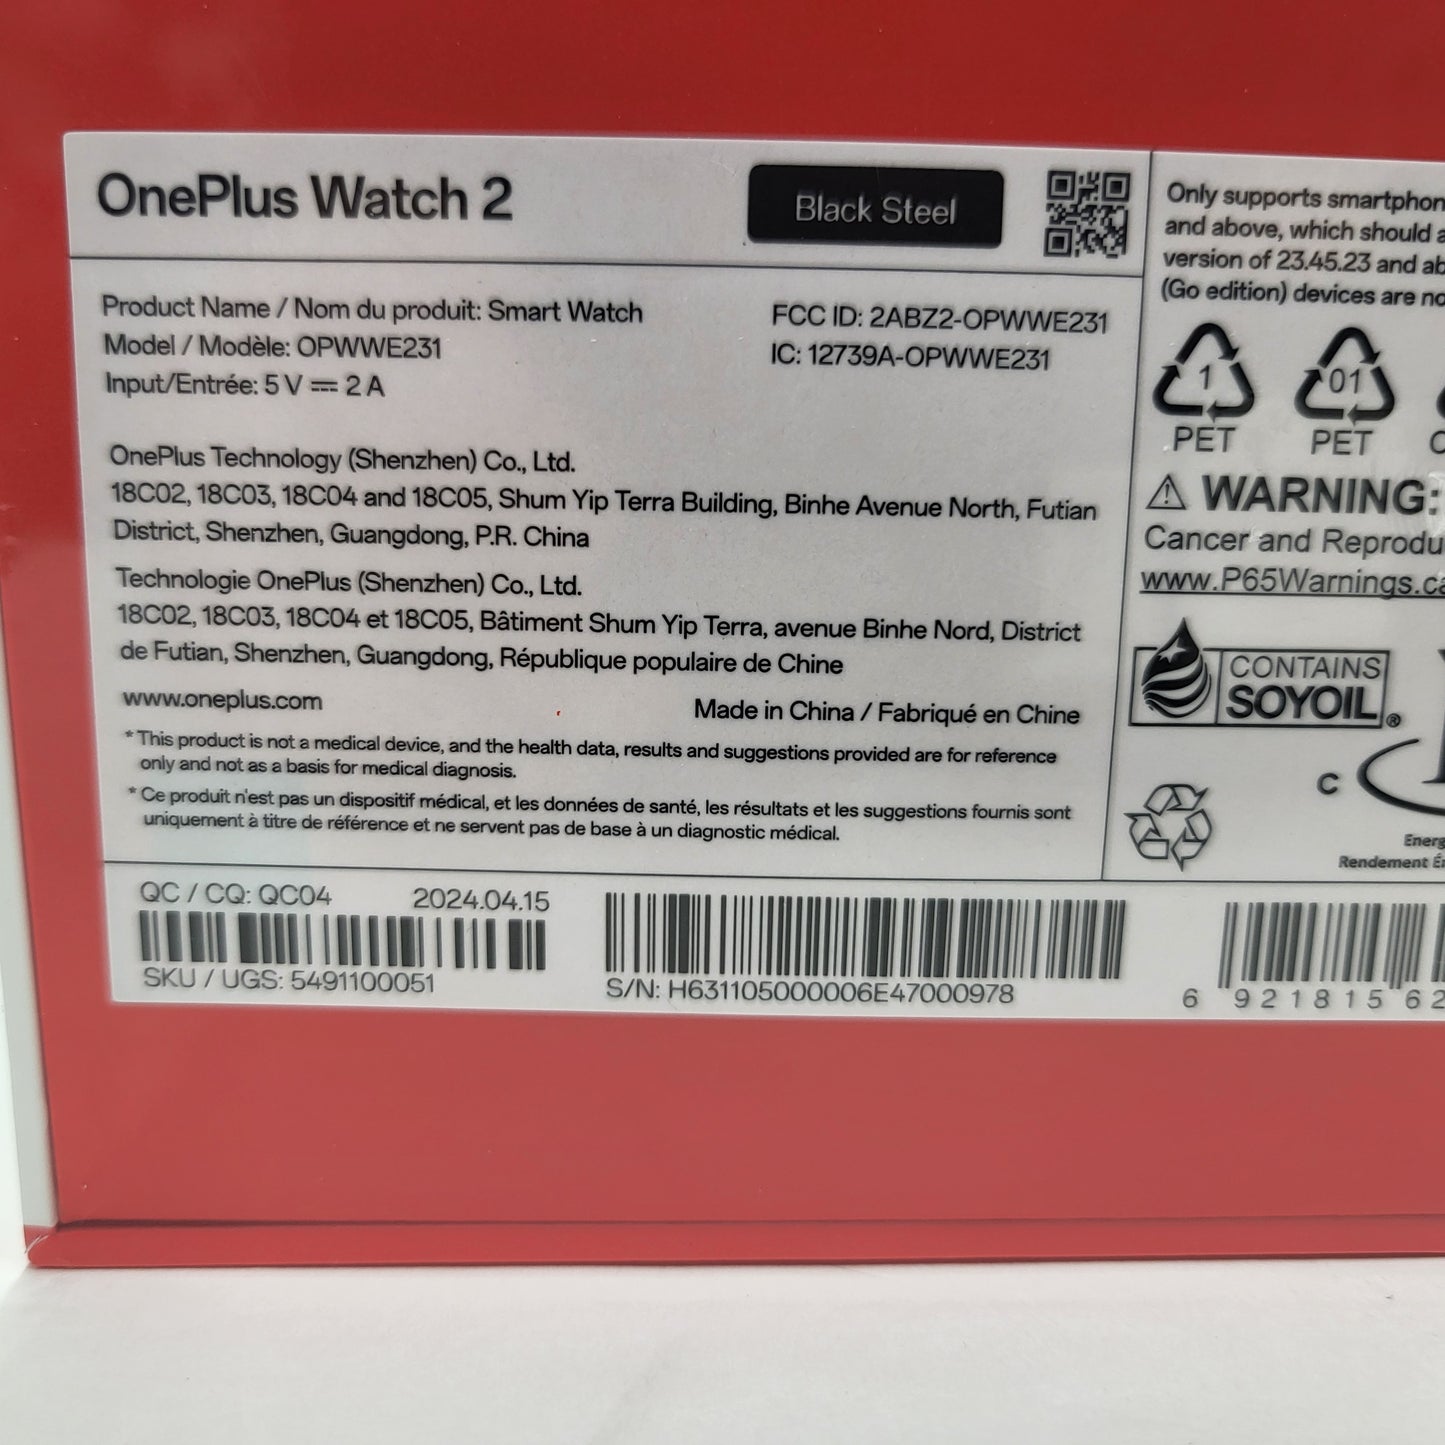 OnePlus Watch 2
Black Steel
Product Name / Nom du produit: Smart Watch
Model / Modèle: OPWWE231
Input/Entrée: 5 V ⎓ 2 A
FCC ID: 2ABZ2-OPWWE231
IC: 12739A-OPWWE231
OnePlus Technology (Shenzhen) Co., Ltd.
18C02, 18C03, 18C04 and 18C05, Shum Yip Terra Building, Binhe Avenue North, Futian
District, Shenzhen, Guangdong, P.R. China
Technologie OnePlus (Shenzhen) Co., Ltd.
18C02, 18C03, 18C04 et 18C05, Bâtiment Shum Yip Terra, avenue Binhe Nord, District
de Futian, Shenzhen, Guangdong, République populaire de Chine
www.oneplus.com
Made in China / Fabriqué en Chine
* This product is not a medical device, and the health data, results and suggestions provided are for reference
only and not as a basis for medical diagnosis.
* Ce produit n'est pas un dispositif médical, et les données de santé, les résultats et les suggestions fournis sont
uniquement à titre de référence et ne servent pas de base à un diagnostic médical.
QC / CQ: QC04
2024.04.15
SKU / UGS: 5491100051
S/N: H631105000006E47000978
Only supports smartphon
and above, which should a
version of 23.45.23 and ab
(Go edition) devices are no
1
PET
01
PET
C
⚠ WARNING:
Cancer and Reprodu
www.P65Warnings.ca
CONTAINS
SOYOIL®
C
Energ
Rendement Én
6 921815 62